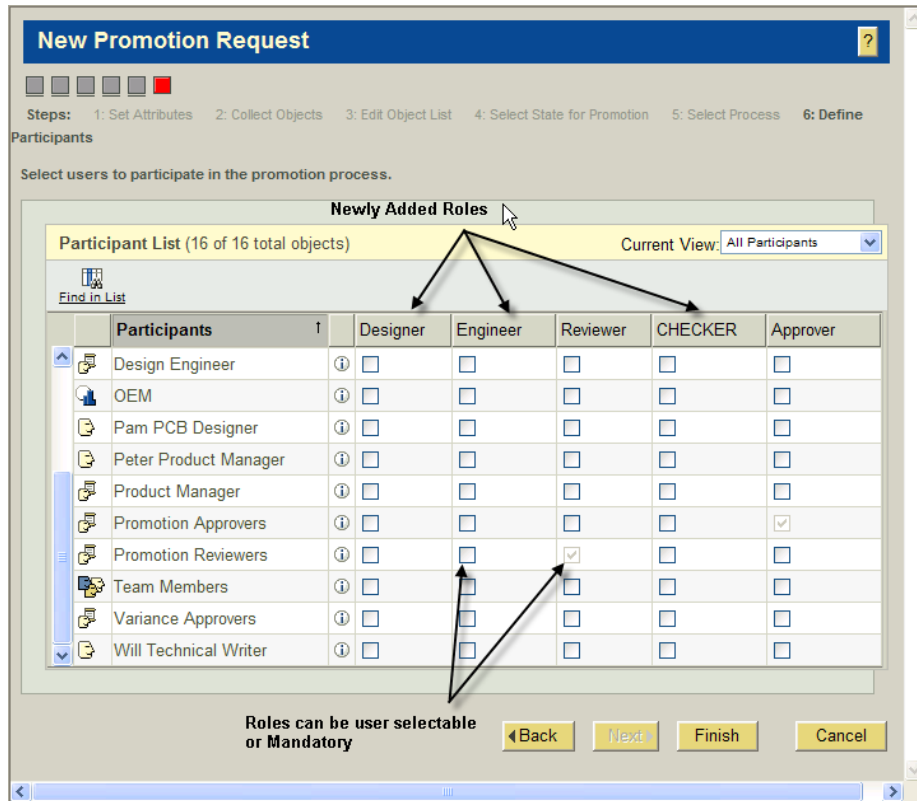 New Promotion Request
?
Steps: 1: Set Attributes 2: Collect Objects 3: Edit Object List 4: Select State for Promotion 5: Select Process 6: Define
Participants
Select users to participate in the promotion process.
Newly Added Roles
Participant List (16 of 16 total objects) Current View: All Participants
Find in List
Participants ↑ Designer Engineer Reviewer CHECKER Approver
Design Engineer
OEM
Pam PCB Designer
Peter Product Manager
Product Manager
Promotion Approvers
Promotion Reviewers
Team Members
Variance Approvers
Will Technical Writer
Roles can be user selectable
or Mandatory
Back Next Finish Cancel